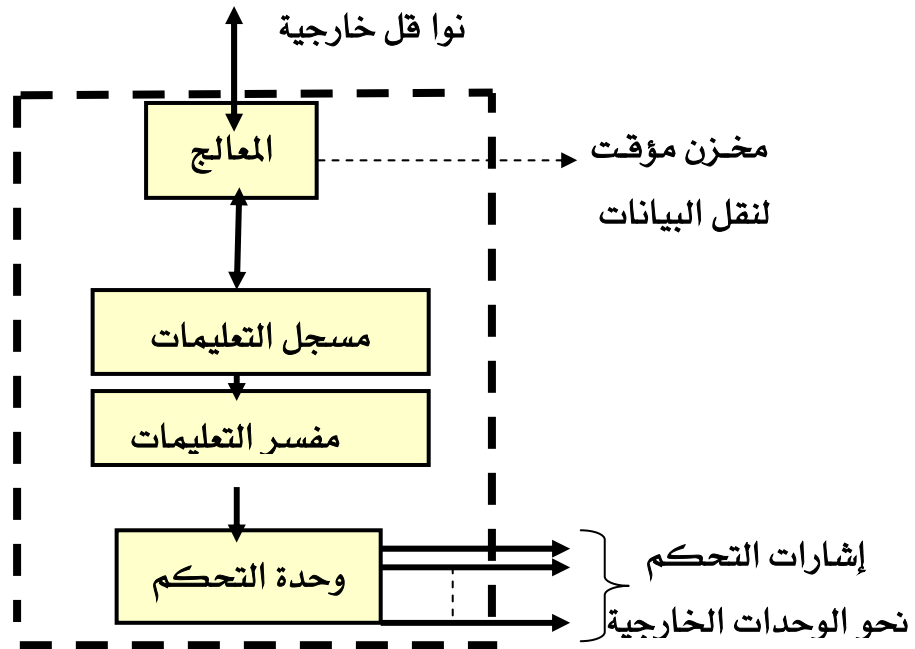 نوا قل خارجية
المعالج
مخزن مؤقت
لنقل البيانات
مسجل التعليمات
مفسر التعليمات
وحدة التحكم
إشارات التحكم
نحو الوحدات الخارجية